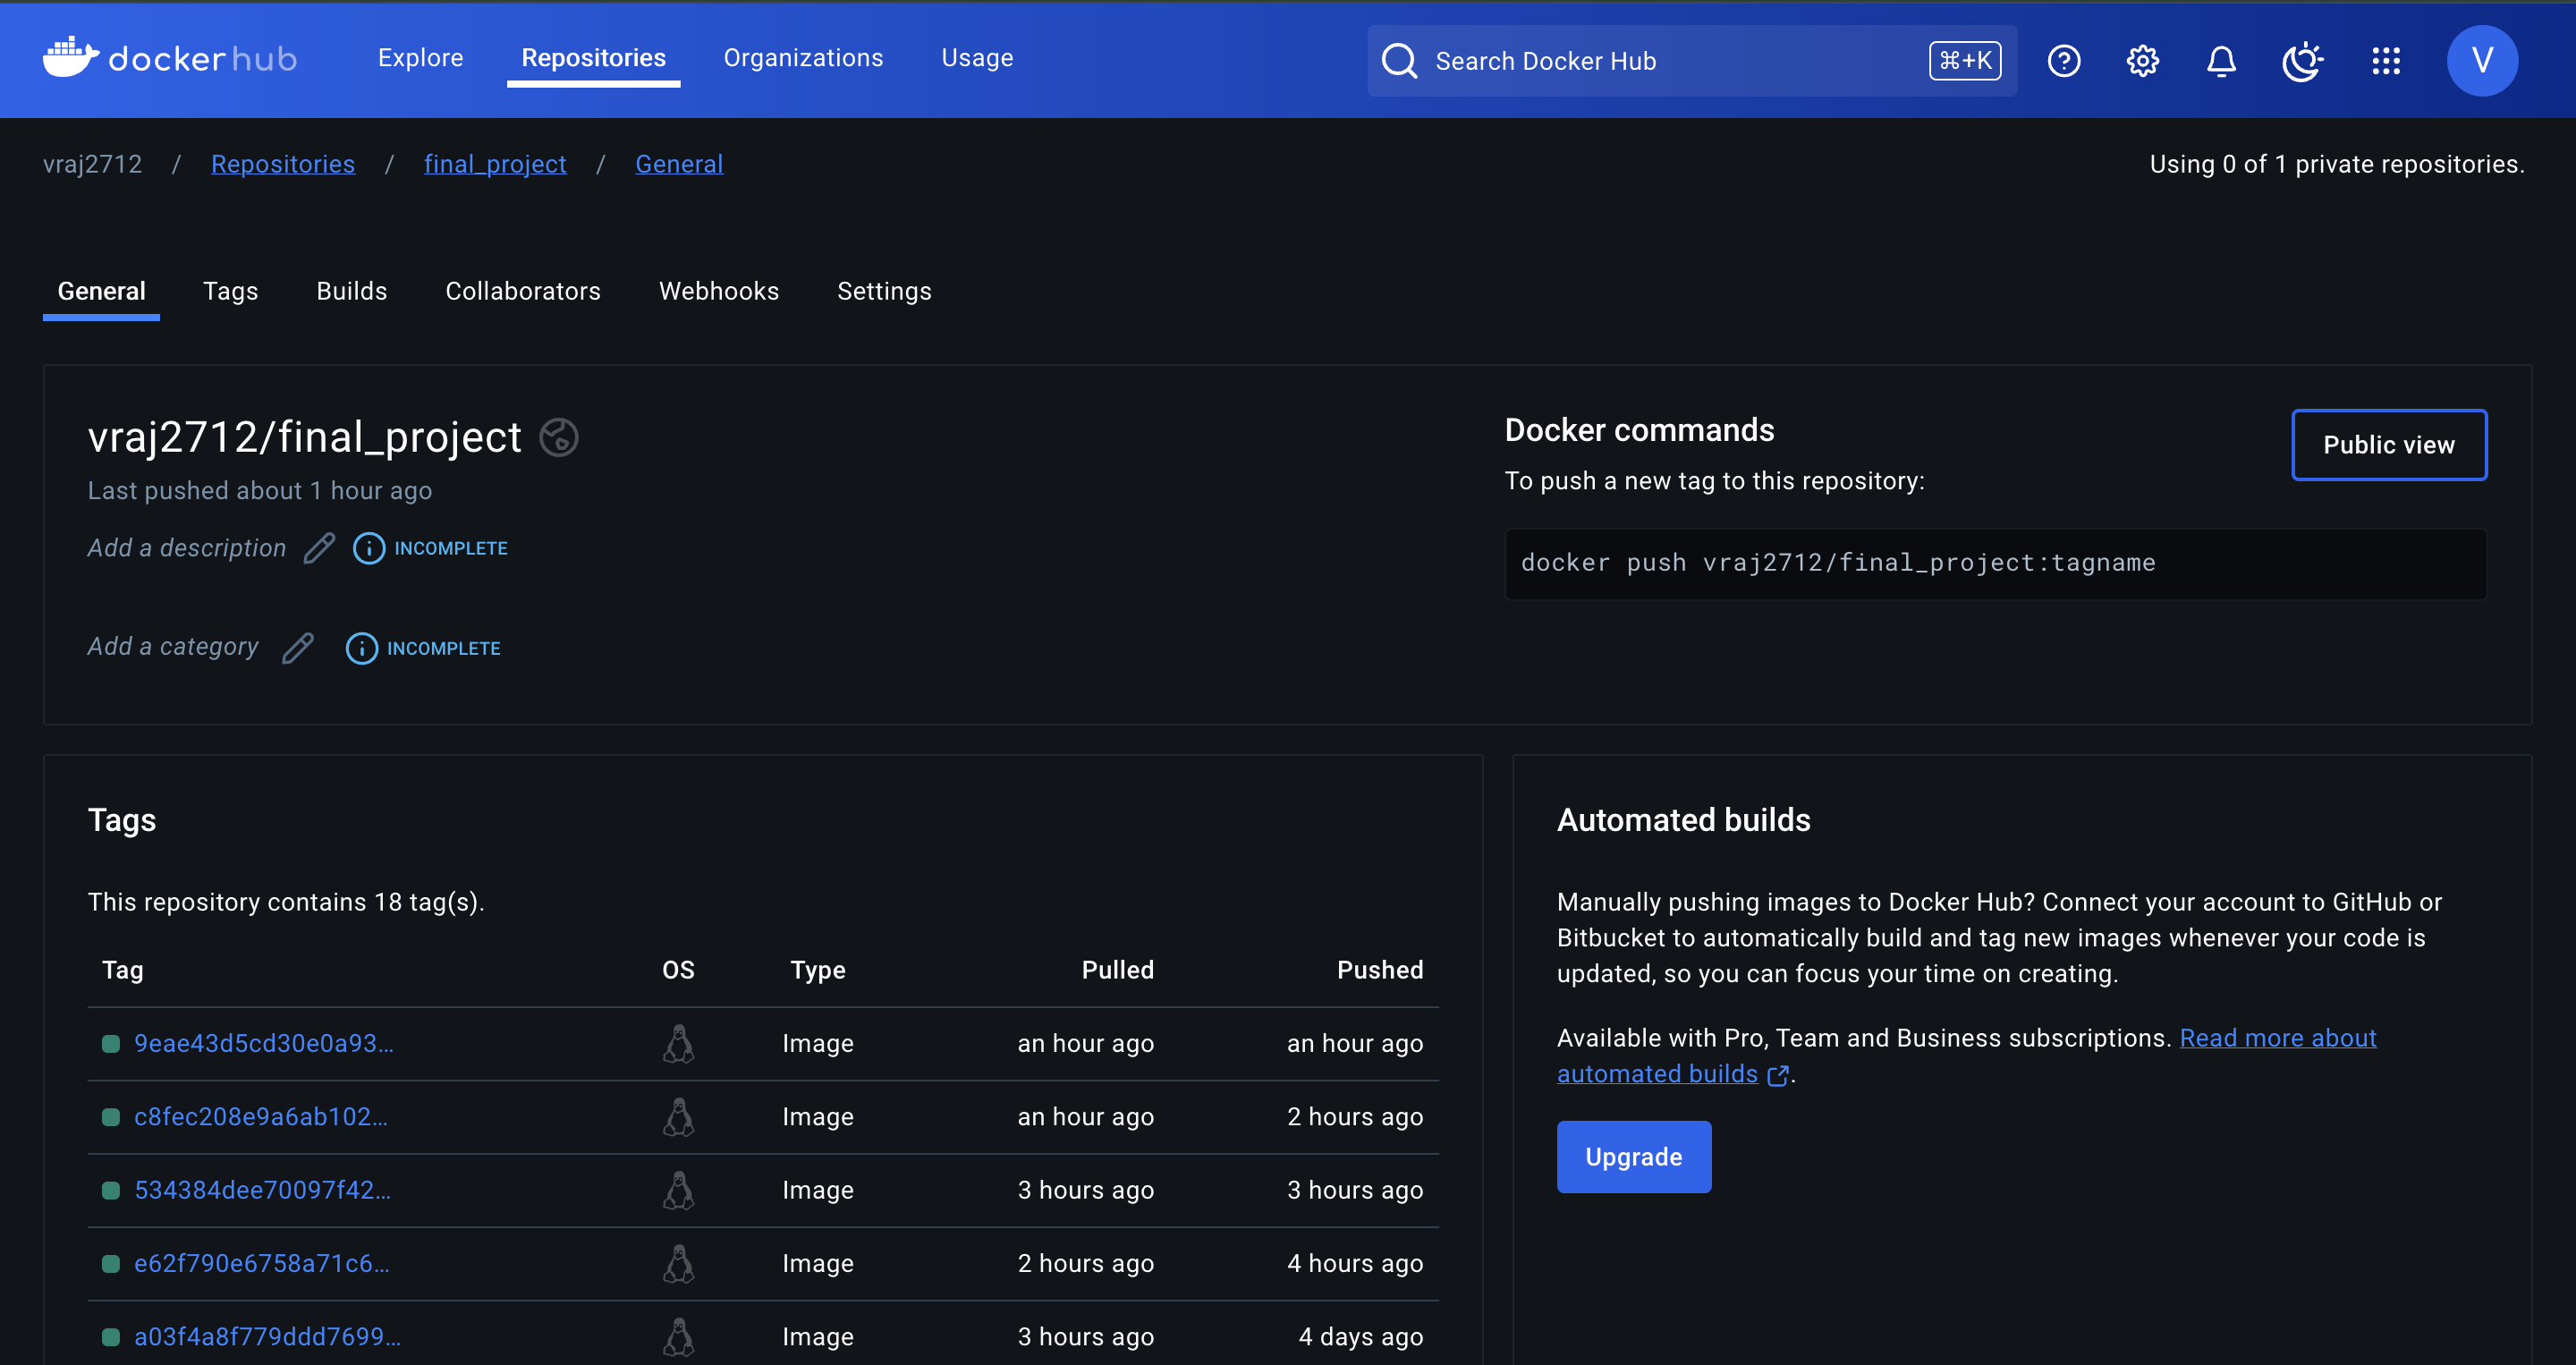 dockerhub Explore Repositories Organizations Usage Search Docker Hub ⌘+K V
vraj2712 / Repositories / final_project / General Using 0 of 1 private repositories.
General Tags Builds Collaborators Webhooks Settings
vraj2712/final_project
Last pushed about 1 hour ago
Add a description INCOMPLETE
Add a category INCOMPLETE
Docker commands
Public view
To push a new tag to this repository:
docker push vraj2712/final_project:tagname
Tags
This repository contains 18 tag(s).
Tag OS Type Pulled Pushed
9eae43d5cd30e0a93... Image an hour ago an hour ago
c8fec208e9a6ab102... Image an hour ago 2 hours ago
534384dee70097f42... Image 3 hours ago 3 hours ago
e62f790e6758a71c6... Image 2 hours ago 4 hours ago
a03f4a8f779ddd7699... Image 3 hours ago 4 days ago
Automated builds
Manually pushing images to Docker Hub? Connect your account to GitHub or
Bitbucket to automatically build and tag new images whenever your code is
updated, so you can focus your time on creating.
Available with Pro, Team and Business subscriptions. Read more about
automated builds .
Upgrade